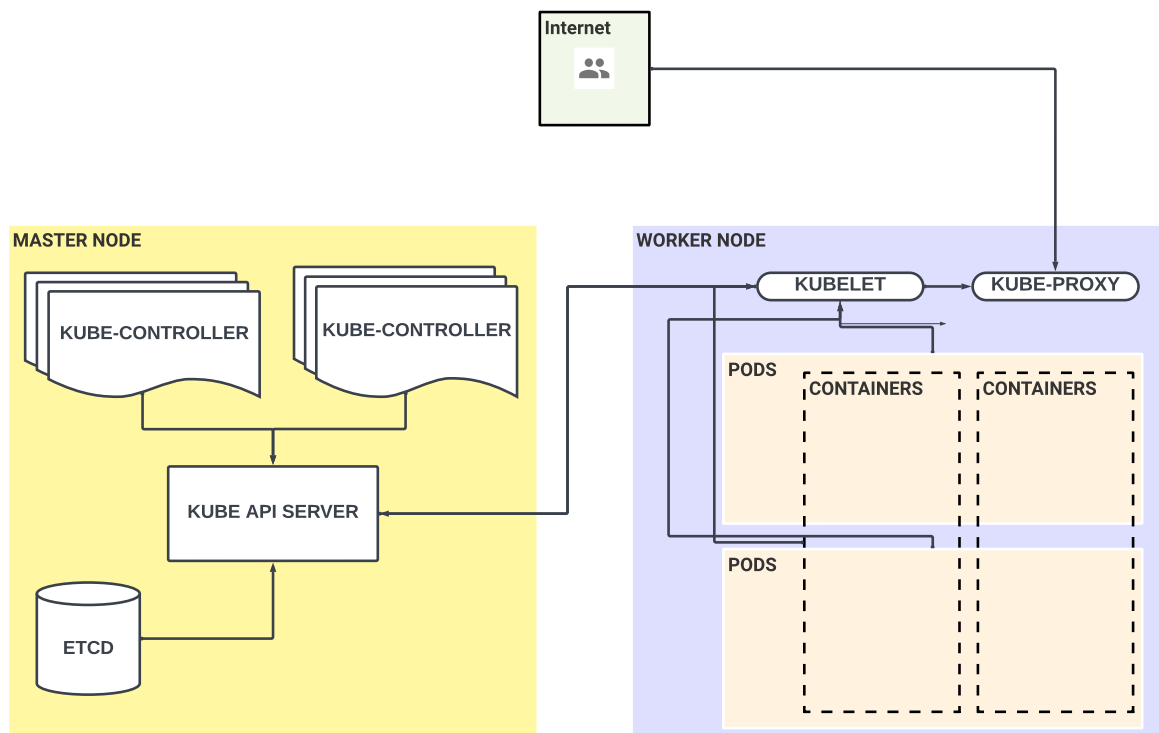 Internet
MASTER NODE
WORKER NODE
KUBE-CONTROLLER
KUBE-CONTROLLER
KUBELET
KUBE-PROXY
PODS
CONTAINERS
CONTAINERS
KUBE API SERVER
PODS
ETCD